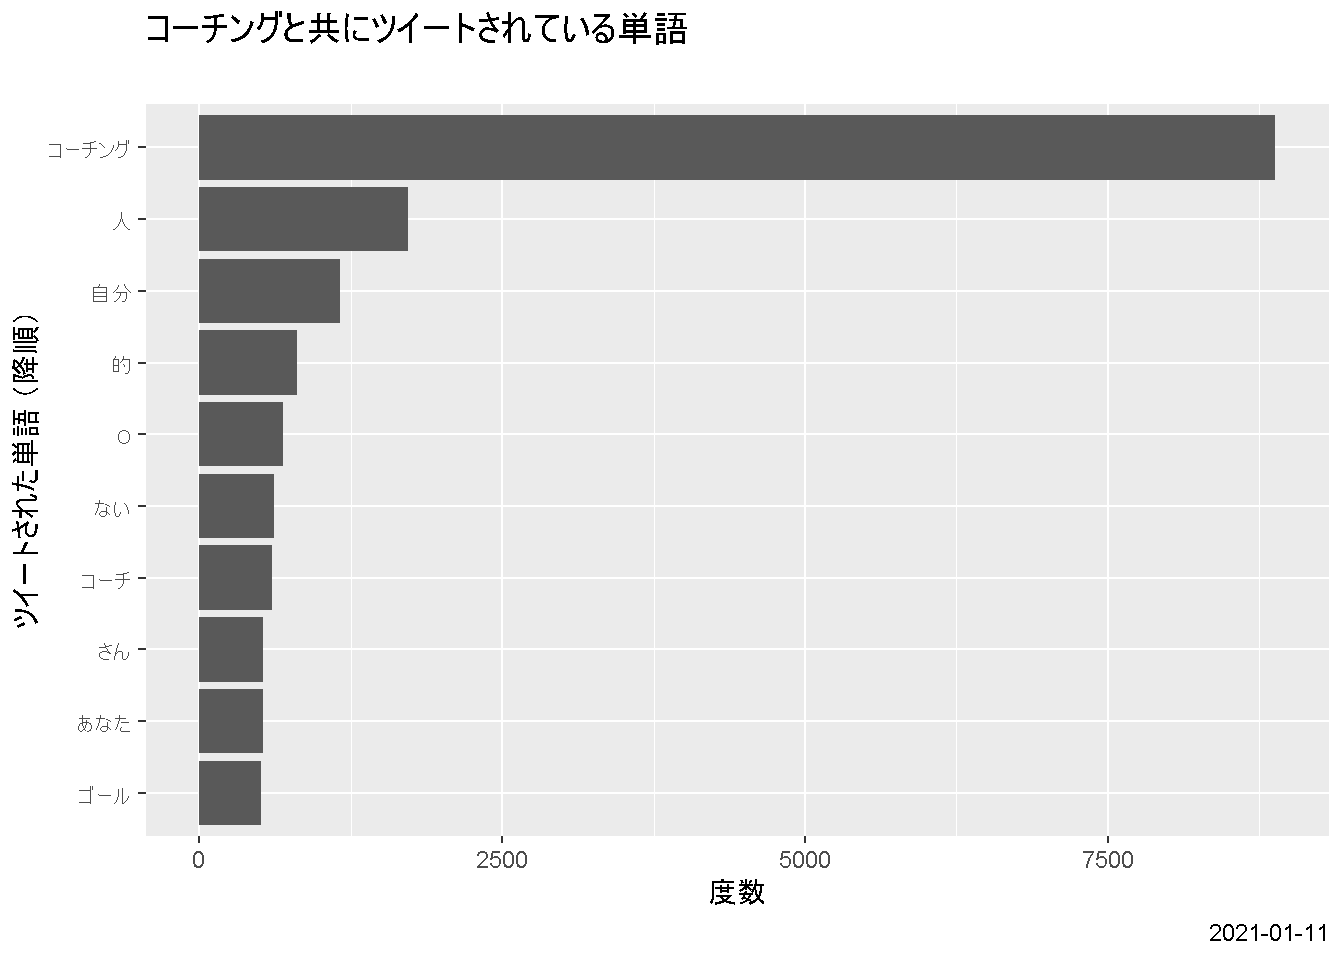 コーチングと共にツイートされている単語
ツイートされた単語（降順）
コーチング
人
自分
的
O
ない
コーチ
さん
あなた
ゴール
0
2500
5000
7500
度数
2021-01-11